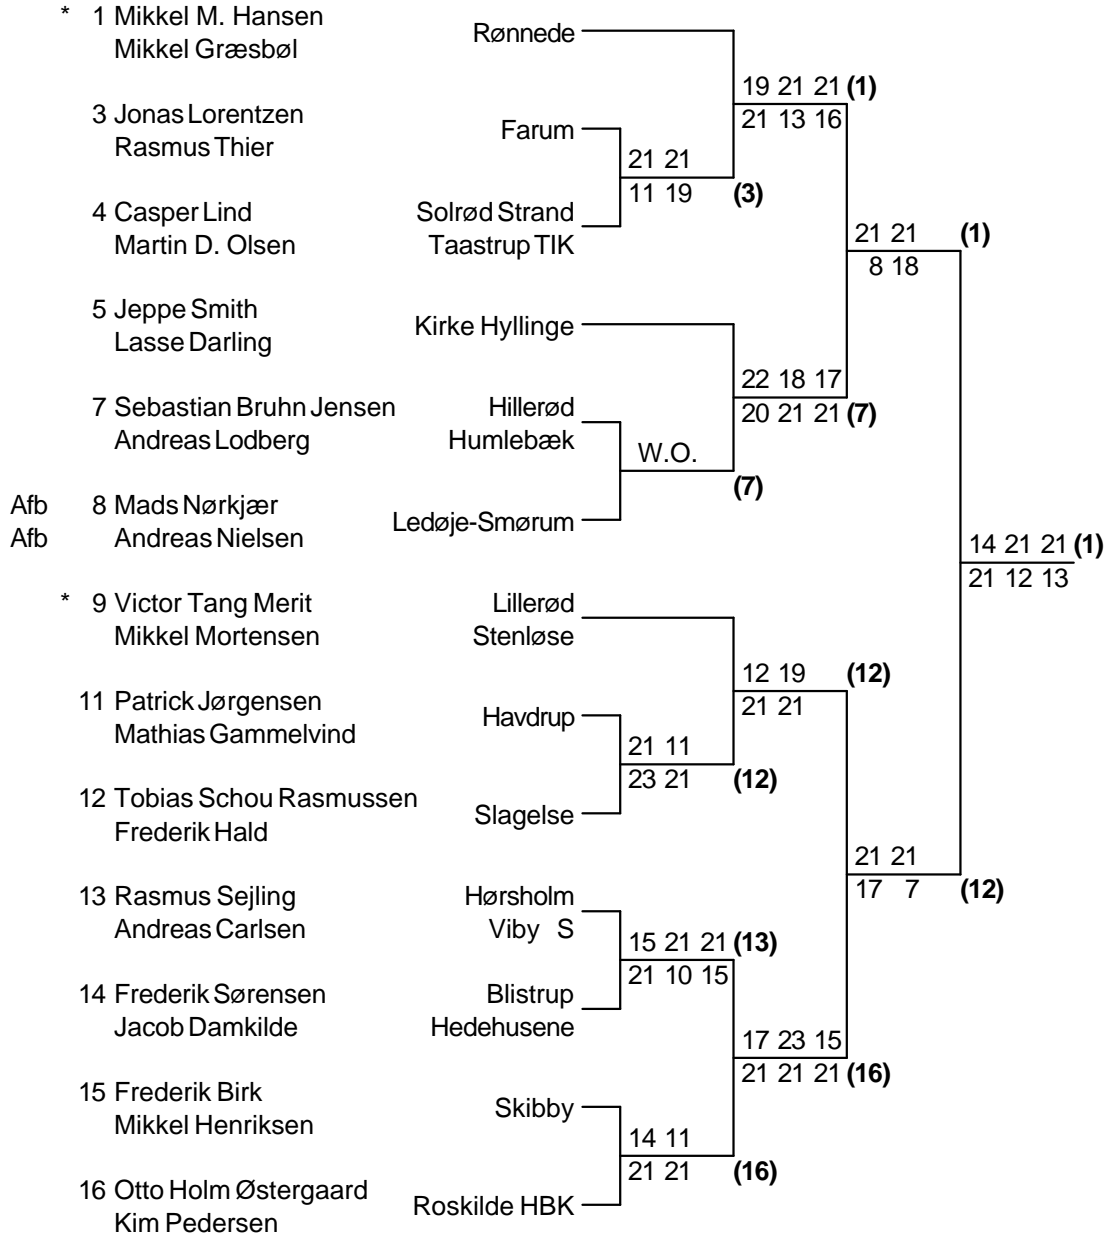 * 1 Mikkel M. Hansen
Mikkel Græsbøl
Rønnede
19 21 21 (1)
21 13 16
3 Jonas Lorentzen
Rasmus Thier
Farum
21 21
11 19 (3)
4 Casper Lind
Martin D. Olsen
Solrød Strand
Taastrup TIK
21 21 (1)
8 18
5 Jeppe Smith
Lasse Darling
Kirke Hyllinge
22 18 17
20 21 21 (7)
7 Sebastian Bruhn Jensen
Andreas Lodberg
Hillerød
Humlebæk
W.O.
(7)
Afb 8 Mads Nørkjær
Afb Andreas Nielsen
Ledøje-Smørum
14 21 21 (1)
21 12 13
* 9 Victor Tang Merit
Mikkel Mortensen
Lillerød
Stenløse
12 19 (12)
21 21
11 Patrick Jørgensen
Mathias Gammelvind
Havdrup
21 11
23 21 (12)
12 Tobias Schou Rasmussen
Frederik Hald
Slagelse
21 21
17 7 (12)
13 Rasmus Sejling
Andreas Carlsen
Hørsholm
Viby S
15 21 21 (13)
21 10 15
14 Frederik Sørensen
Jacob Damkilde
Blistrup
Hedehusene
17 23 15
21 21 21 (16)
15 Frederik Birk
Mikkel Henriksen
Skibby
14 11
21 21 (16)
16 Otto Holm Østergaard
Kim Pedersen
Roskilde HBK